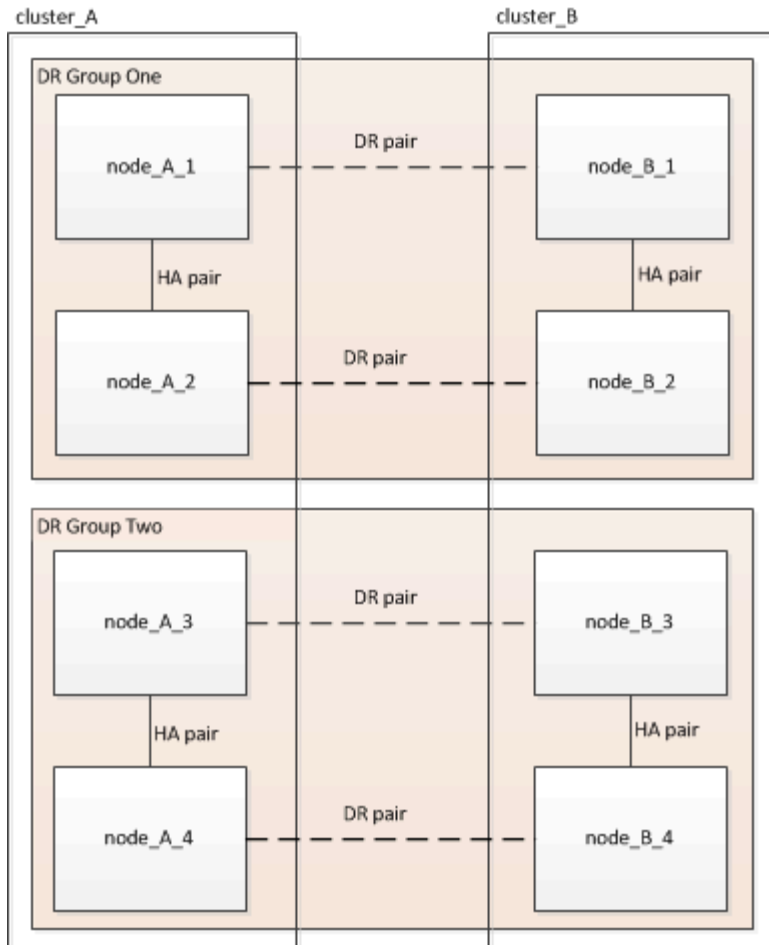 cluster_A
cluster_B
DR Group One
node_A_1
DR pair
node_B_1
HA pair
HA pair
node_A_2
DR pair
node_B_2
DR Group Two
node_A_3
DR pair
node_B_3
HA pair
HA pair
node_A_4
DR pair
node_B_4